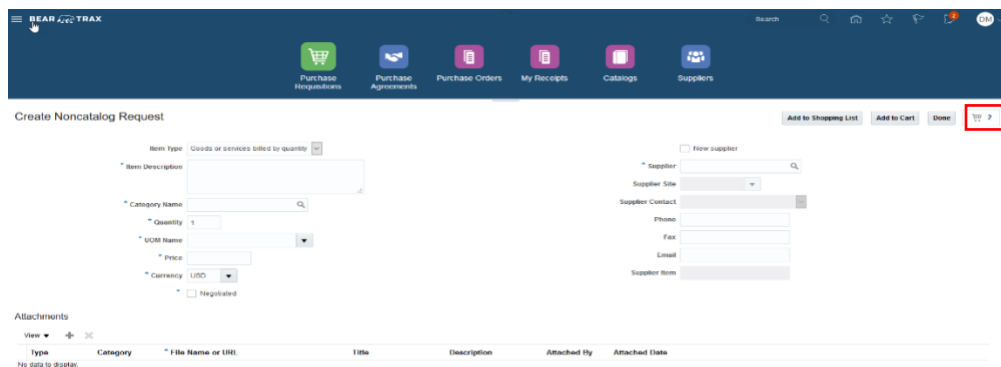 BEAR TRAX Search 2 DM
Purchase Requisitions
Purchase Agreements
Purchase Orders
My Receipts
Catalogs
Suppliers
Create Noncatalog Request
Add to Shopping List Add to Cart Done
Item Type Goods or services billed by quantity
* Item Description
* Category Name
* Quantity
* UOM Name
* Price
* Currency USD
* Negotiated
New supplier
* Supplier
Supplier Site
Supplier Contact
Phone
Fax
Email
Supplier Item
Attachments
View
Type Category * File Name or URL Title Description Attached By Attached Date
No data to display.